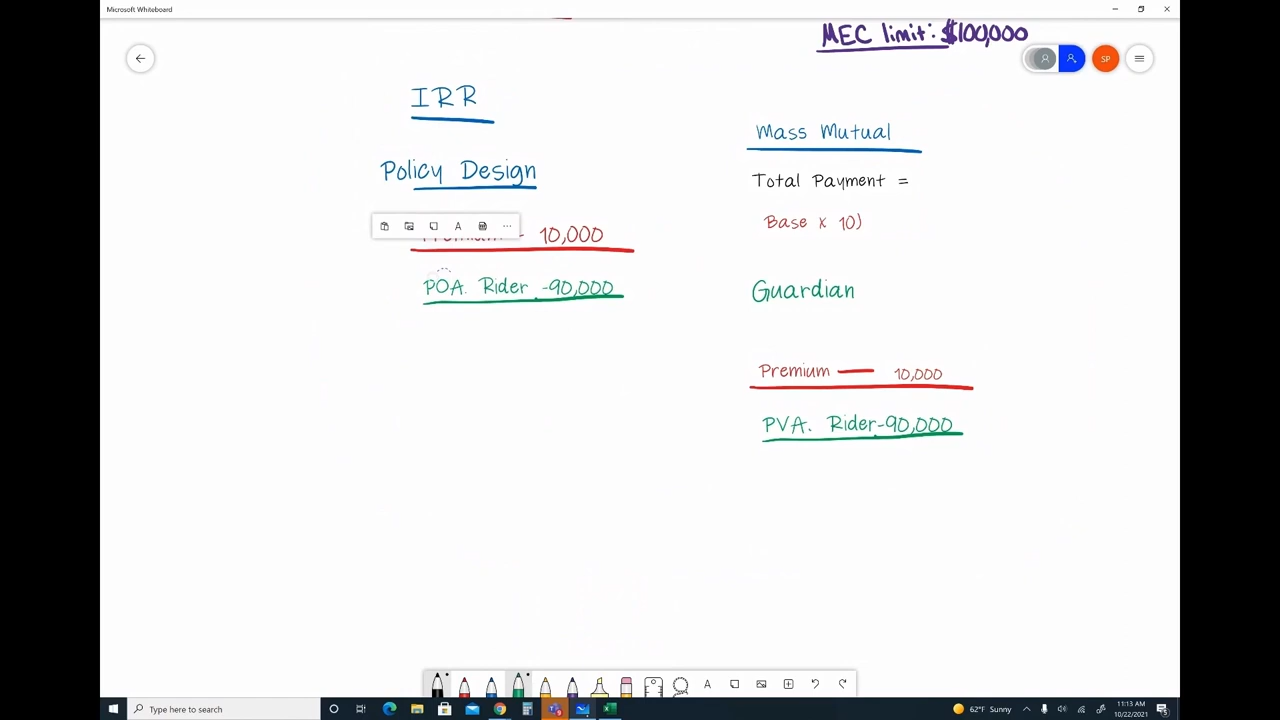 Microsoft Whiteboard
MEC limit: $100,000
SP
IRR
Policy Design
- 10,000
POA. Rider -90,000
Mass Mutual
Total Payment =
Base x 10)
Guardian
Premium — 10,000
PVA. Rider-90,000
A
A
Type here to search
62°F Sunny
11:13 AM
10/22/2021
5